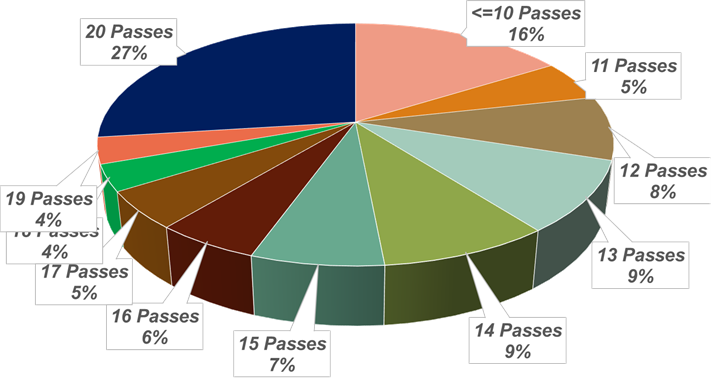 <=10 Passes
16%
11 Passes
5%
12 Passes
8%
13 Passes
9%
14 Passes
9%
15 Passes
7%
16 Passes
6%
17 Passes
5%
Passes
4%
19 Passes
4%
20 Passes
27%